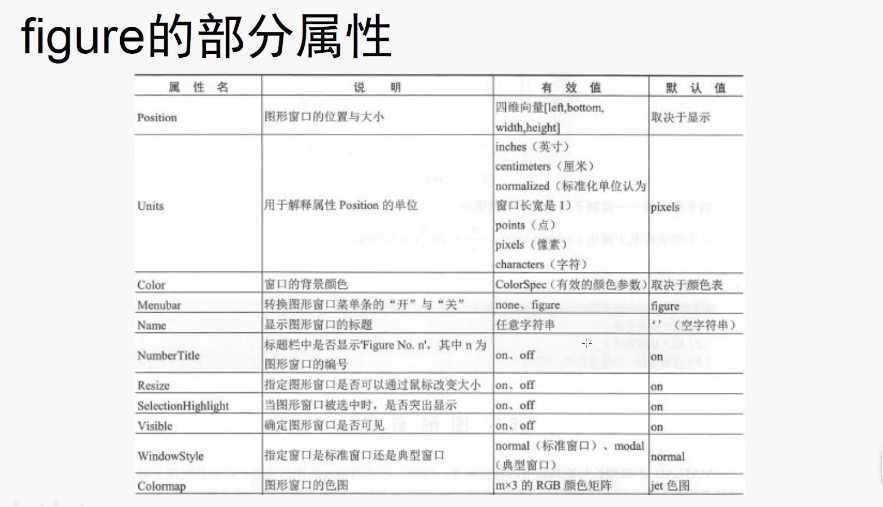 figure的部分属性
属 性 名 说 明 有 效 值 默 认 值
Position 图形窗口的位置与大小 四维向量[left,bottom, 取决于显示
width,height]
Units 用于解释属性 Position 的单位 inches（英寸） pixels
centimeters（厘米）
normalized（标准化单位认为
窗口长宽是 1）
points（点）
pixels（像素）
characters（字符）
Color 窗口的背景颜色 ColorSpec（有效的颜色参数） 取决于颜色表
Menubar 转换图形窗口菜单条的“开”与“关” none、figure figure
Name 显示图形窗口的标题 任意字符串 ‘’（空字符串）
NumberTitle 标题栏中是否显示'Figure No. n'，其中 n 为 on、off on
图形窗口的编号
Resize 指定图形窗口是否可以通过鼠标改变大小 on、off on
SelectionHighlight 当图形窗口被选中时，是否突出显示 on、off on
Visible 确定图形窗口是否可见 on、off on
WindowStyle 指定窗口是标准窗口还是典型窗口 normal（标准窗口）、modal normal
（典型窗口）
Colormap 图形窗口的色图 m×3 的 RGB 颜色矩阵 jet 色图